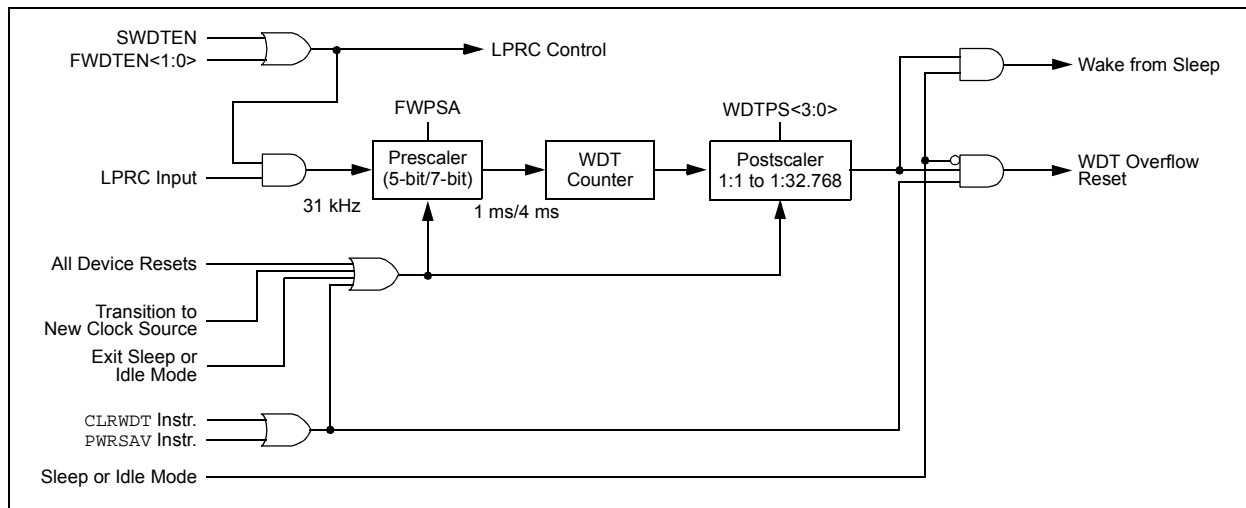 SWDTEN
FWDTEN<1:0>
LPRC Control
Wake from Sleep
FWPSA
WDTPS<3:0>
LPRC Input
Prescaler
(5-bit/7-bit)
WDT
Counter
Postscaler
1:1 to 1:32.768
WDT Overflow
Reset
31 kHz
1 ms/4 ms
All Device Resets
Transition to
New Clock Source
Exit Sleep or
Idle Mode
CLRWDT Instr.
PWRSAV Instr.
Sleep or Idle Mode